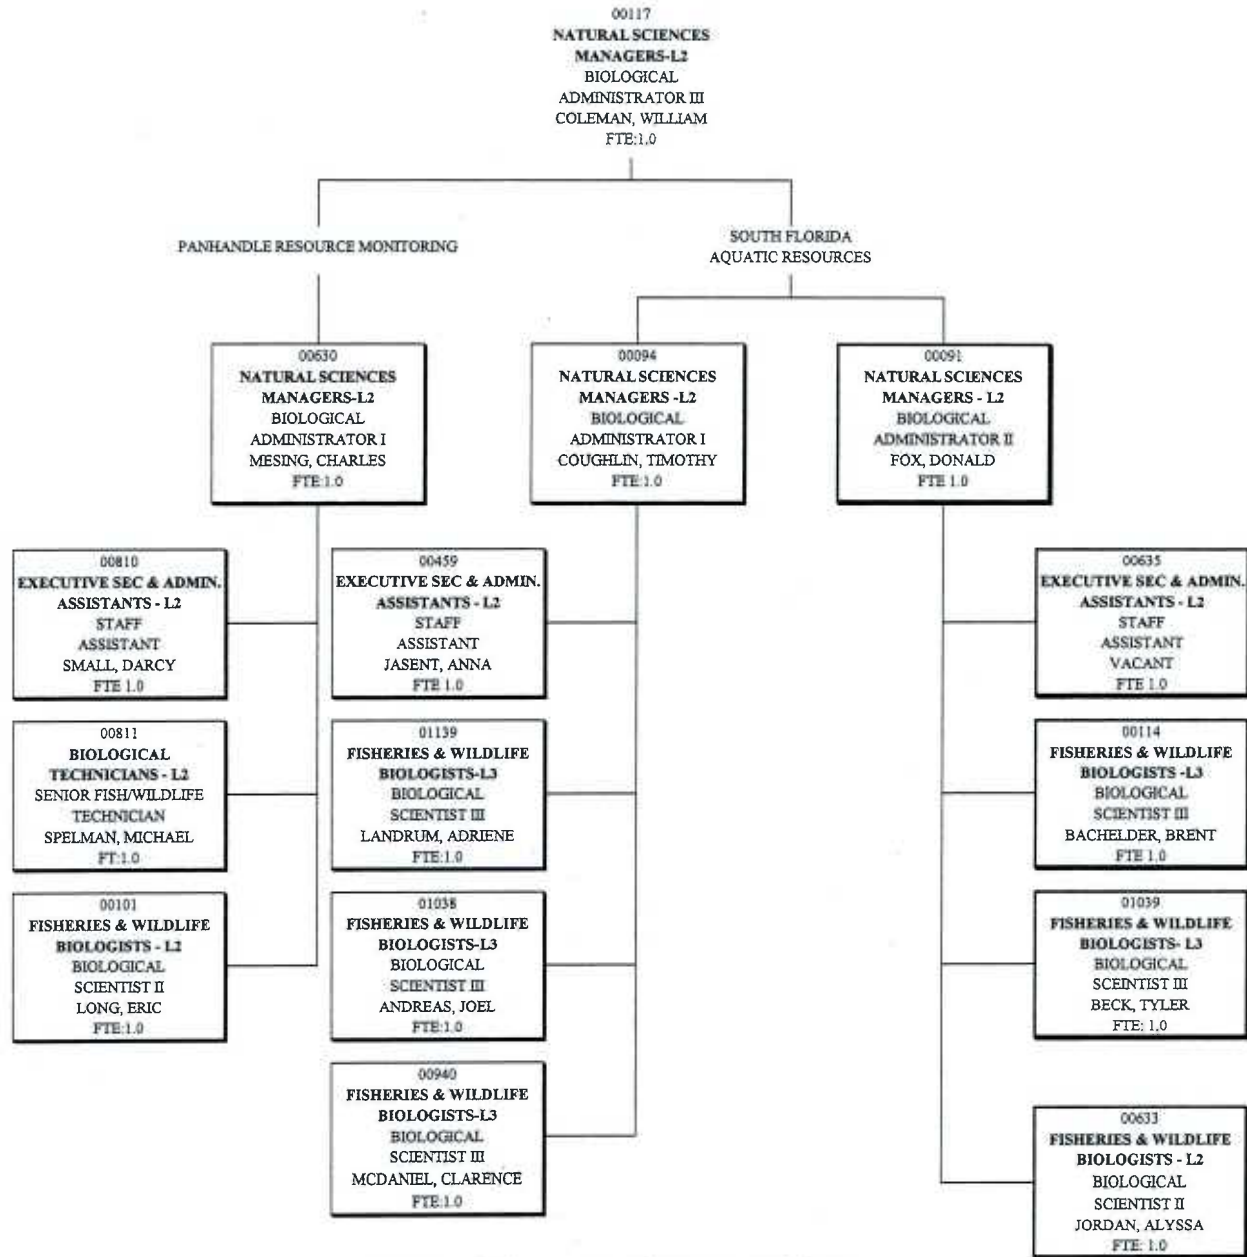 00117
NATURAL SCIENCES
MANAGERS-L2
BIOLOGICAL
ADMINISTRATOR III
COLEMAN, WILLIAM
FTE:1.0
PANHANDLE RESOURCE MONITORING
SOUTH FLORIDA
AQUATIC RESOURCES
00630
NATURAL SCIENCES
MANAGERS-L2
BIOLOGICAL
ADMINISTRATOR I
MESING, CHARLES
FTE:1.0
00094
NATURAL SCIENCES
MANAGERS -L2
BIOLOGICAL
ADMINISTRATOR I
COUGHLIN, TIMOTHY
FTE:1.0
00091
NATURAL SCIENCES
MANAGERS - L2
BIOLOGICAL
ADMINISTRATOR II
FOX, DONALD
FTE 1.0
00810
EXECUTIVE SEC & ADMIN.
ASSISTANTS - L2
STAFF
ASSISTANT
SMALL, DARCY
FTE 1.0
00811
BIOLOGICAL
TECHNICIANS - L2
SENIOR FISH/WILDLIFE
TECHNICIAN
SPELMAN, MICHAEL
FT:1.0
00101
FISHERIES & WILDLIFE
BIOLOGISTS - L2
BIOLOGICAL
SCIENTIST II
LONG, ERIC
FTE:1.0
00459
EXECUTIVE SEC & ADMIN.
ASSISTANTS - L2
STAFF
ASSISTANT
JASENT, ANNA
FTE 1.0
01139
FISHERIES & WILDLIFE
BIOLOGISTS-L3
BIOLOGICAL
SCIENTIST III
LANDRUM, ADRIENE
FTE:1.0
01038
FISHERIES & WILDLIFE
BIOLOGISTS-L3
BIOLOGICAL
SCIENTIST III
ANDREAS, JOEL
FTE:1.0
00940
FISHERIES & WILDLIFE
BIOLOGISTS-L3
BIOLOGICAL
SCIENTIST III
MCDANIEL, CLARENCE
FTE:1.0
00635
EXECUTIVE SEC & ADMIN.
ASSISTANTS - L2
STAFF
ASSISTANT
VACANT
FTE 1.0
00114
FISHERIES & WILDLIFE
BIOLOGISTS -L3
BIOLOGICAL
SCIENTIST III
BACHELDER, BRENT
FTE 1.0
01039
FISHERIES & WILDLIFE
BIOLOGISTS- L3
BIOLOGICAL
SCEINTIST III
BECK, TYLER
FTE: 1.0
00633
FISHERIES & WILDLIFE
BIOLOGISTS - L2
BIOLOGICAL
SCIENTIST II
JORDAN, ALYSSA
FTE: 1.0